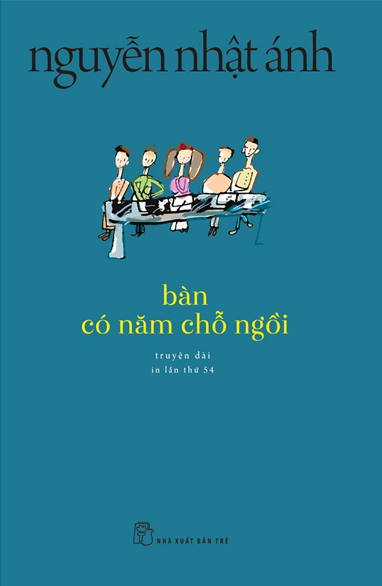 nguyễn nhật ánh
bàn
có năm chỗ ngồi
truyện dài
in lần thứ 54
NHÀ XUẤT BẢN TRẺ